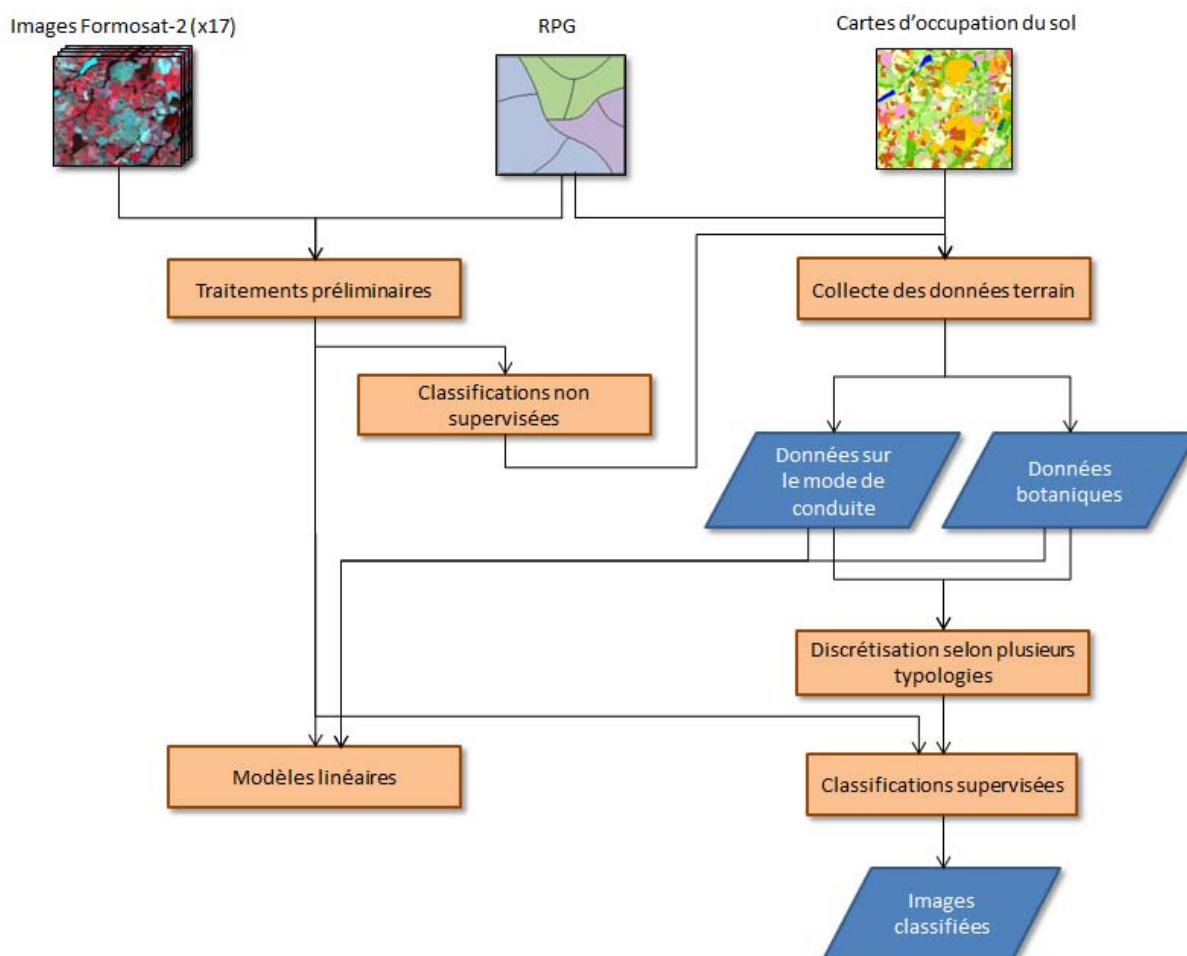 Images Formosat-2 (x17)
RPG
Cartes d'occupation du sol
Traitements préliminaires
Collecte des données terrain
Classifications non
supervisées
Données sur
le mode de
conduite
Données
botaniques
Discrétisation selon plusieurs
typologies
Modèles linéaires
Classifications supervisées
Images
classifiées